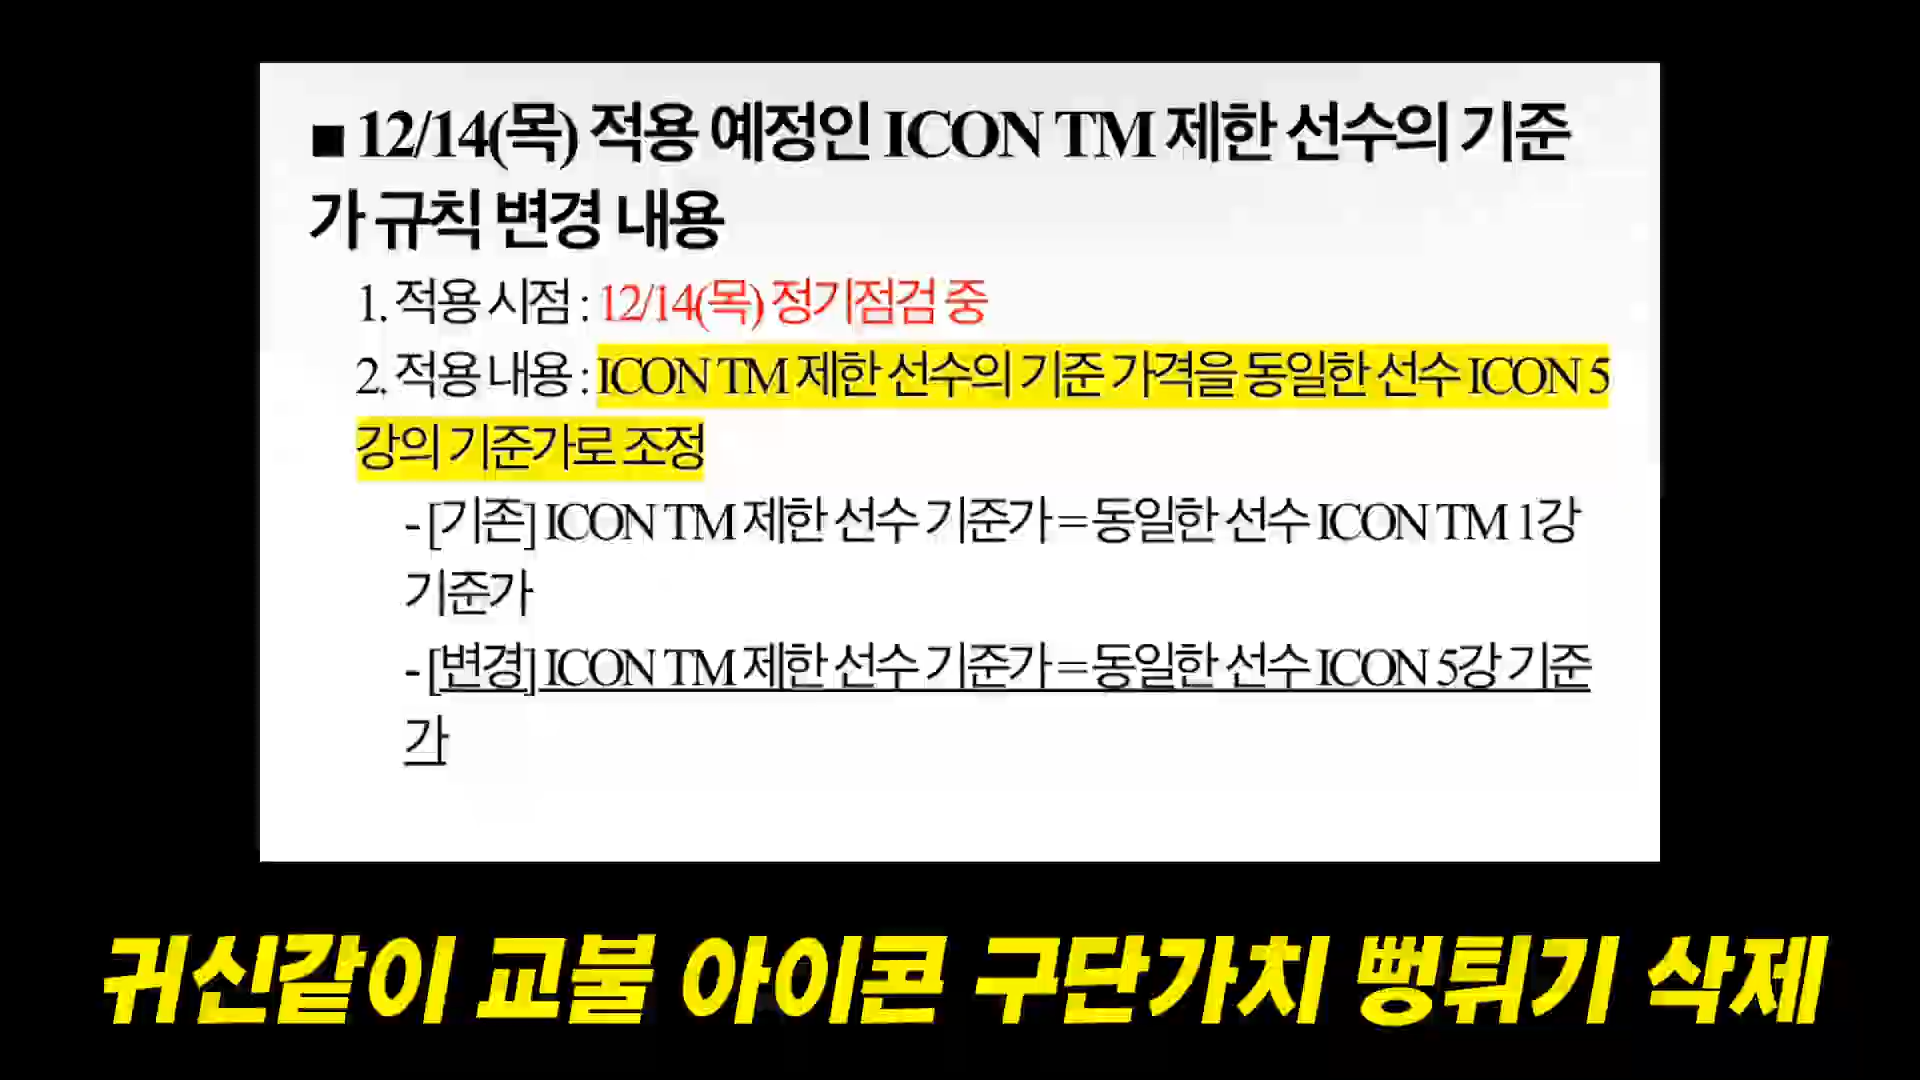 ■ 12/14(목) 적용 예정인 ICON TM 제한 선수의 기준
가 규칙 변경 내용
1. 적용 시점 : 12/14(목) 정기점검 중
2. 적용 내용 : ICON TM 제한 선수의 기준 가격을 동일한 선수 ICON 5
강의 기준가로 조정
- [기존] ICON TM 제한 선수 기준가 = 동일한 선수 ICON TM 1강
기준가
- [변경] ICON TM 제한 선수 기준가 = 동일한 선수 ICON 5강 기준
가
귀신같이 교불 아이콘 구단가치 뻥튀기 삭제